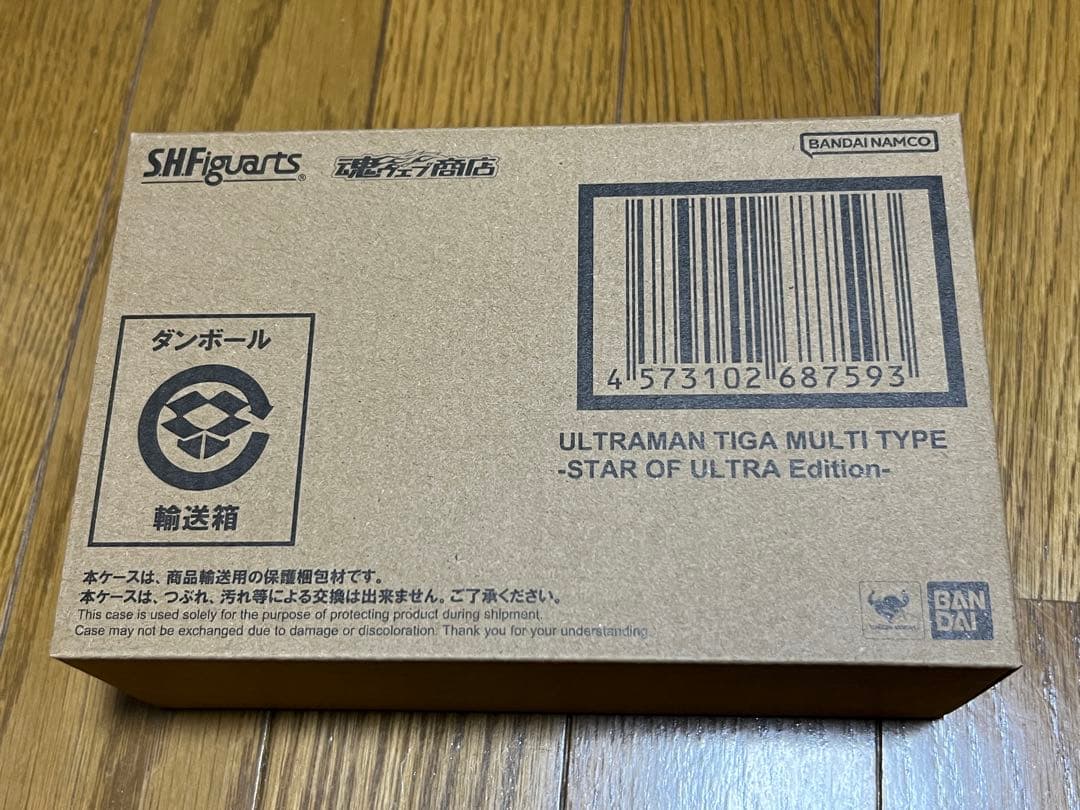 S.H.Figuarts®
魂ウェブ商店
BANDAI NAMCO
4 573102 687593
ULTRAMAN TIGA MULTI TYPE
-STAR OF ULTRA Edition-
ダンボール
輸送箱
本ケースは、商品輸送用の保護梱包材です。
本ケースは、つぶれ、汚れ等による交換は出来ません。ご了承ください。
This case is used solely for the purpose of protecting product during shipment.
Case may not be exchanged due to damage or discoloration. Thank you for your understanding.
BAN
DAI